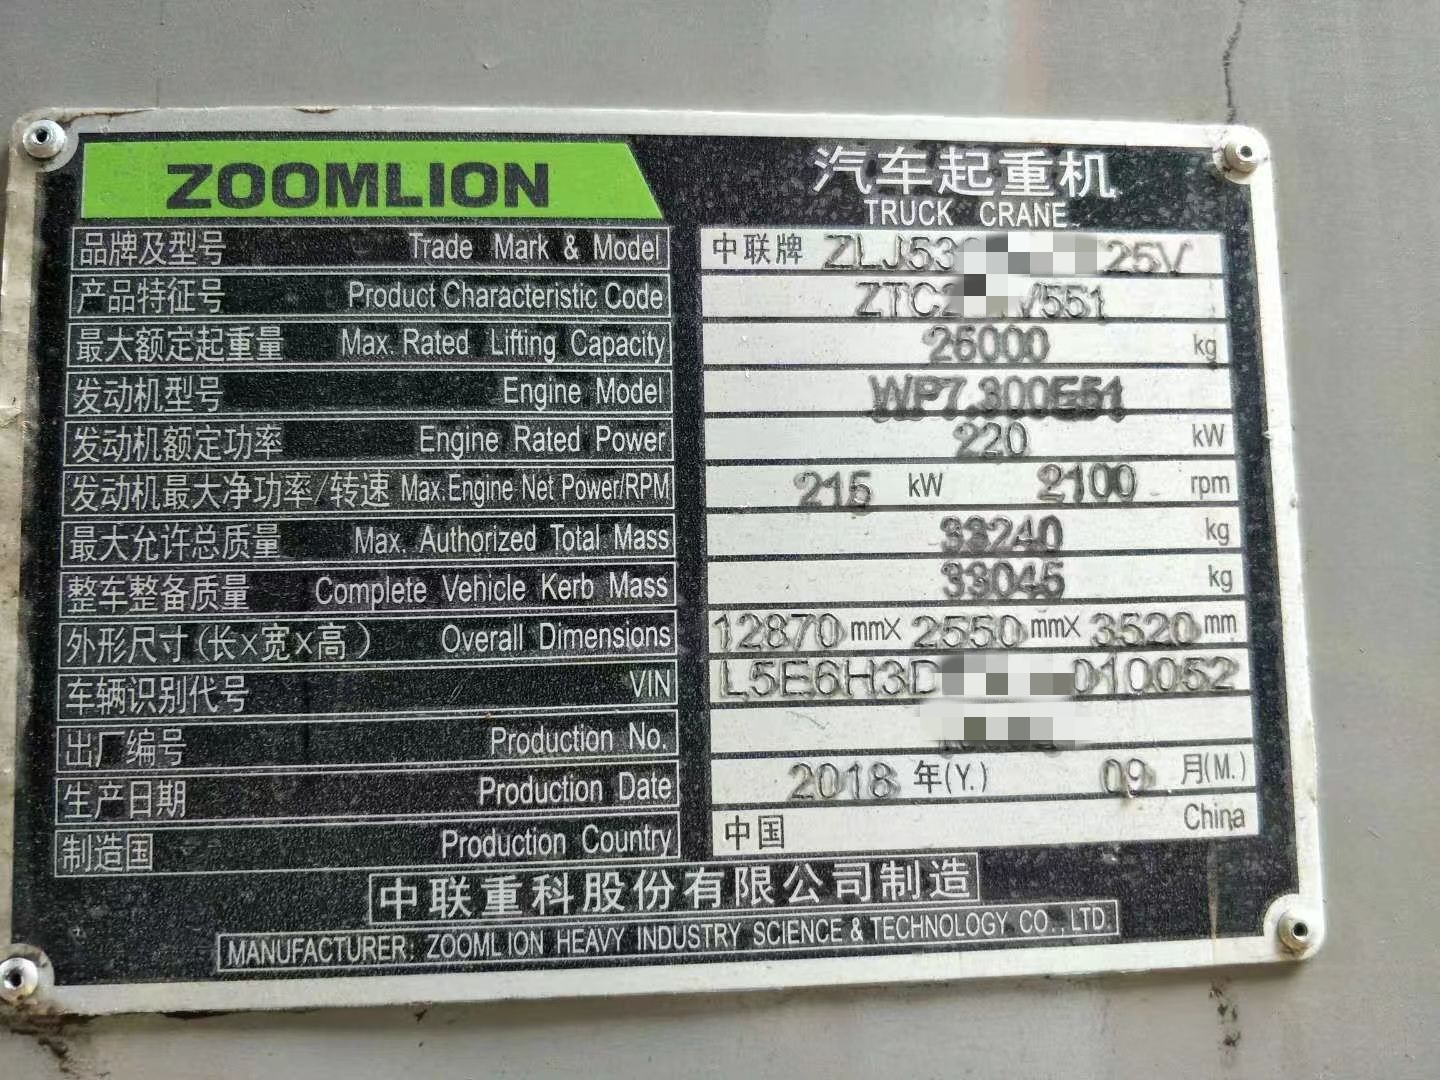 ZOOMLION
汽车起重机
TRUCK CRANE
品牌及型号 Trade Mark & Model 中联牌 ZLJ53 25V
产品特征号 Product Characteristic Code ZTC2 V551
最大额定起重量 Max. Rated Lifting Capacity 25000 kg
发动机型号 Engine Model WP7.300E51
发动机额定功率 Engine Rated Power 220 kW
发动机最大净功率/转速 Max.Engine Net Power/RPM 215 kW 2100 rpm
最大允许总质量 Max. Authorized Total Mass 33240 kg
整车整备质量 Complete Vehicle Kerb Mass 33045 kg
外形尺寸(长×宽×高) Overall Dimensions 12870 mm× 2550 mm× 3520 mm
车辆识别代号 VIN L5E6H3D 010052
出厂编号 Production No.
生产日期 Production Date 2018 年(Y.) 09 月(M.)
制造国 Production Country 中国 China
中联重科股份有限公司制造
MANUFACTURER: ZOOMLION HEAVY INDUSTRY SCIENCE & TECHNOLOGY CO., LTD.